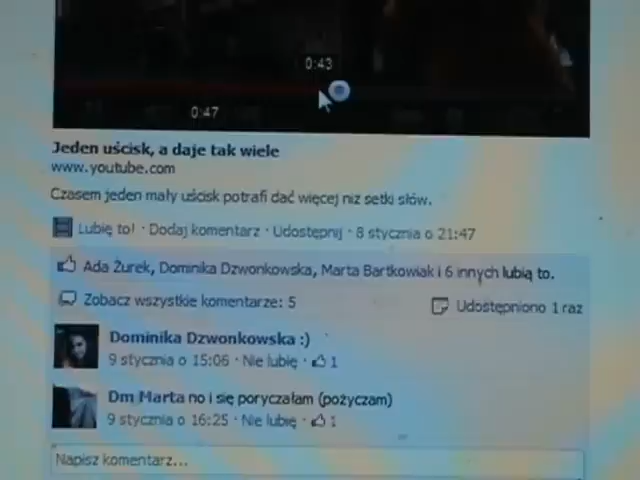 0:43
0:47
Jeden uścisk, a daje tak wiele
www.youtube.com
Czasem jeden mały uścisk potrafi dać więcej niż setki słów.
Lubię to! · Dodaj komentarz · Udostępnij · 8 stycznia o 21:47
Ada Żurek, Dominika Dzwonkowska, Marta Bartkowiak i 6 innych lubią to.
Zobacz wszystkie komentarze: 5
Udostępniono 1 raz
Dominika Dzwonkowska :)
9 stycznia o 15:06 · Nie lubię · 1
Dm Marta no i się poryczałam (pożyczam)
9 stycznia o 16:25 · Nie lubię · 1
Napisz komentarz...